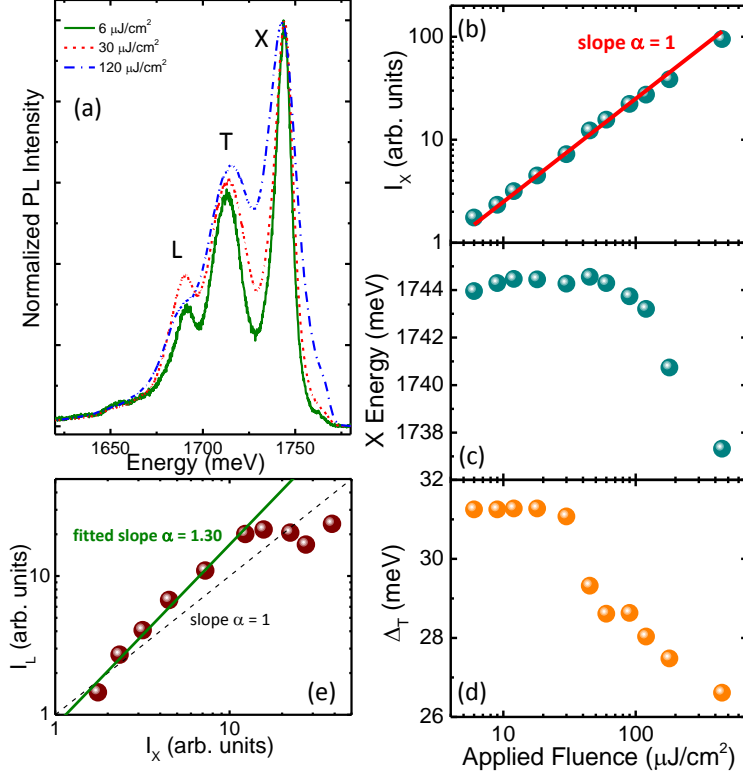 6 μJ/cm²
30 μJ/cm²
120 μJ/cm²
(a)
L
T
X
Normalized PL Intensity
1650
1700
1750
Energy (meV)
(b)
slope α = 1
100
10
1
I_X (arb. units)
1744
1742
1740
1738
X Energy (meV)
(c)
32
30
28
26
Δ_T (meV)
(d)
10
100
Applied Fluence (μJ/cm²)
fitted slope α = 1.30
slope α = 1
10
1
I_L (arb. units)
1
10
I_X (arb. units)
(e)